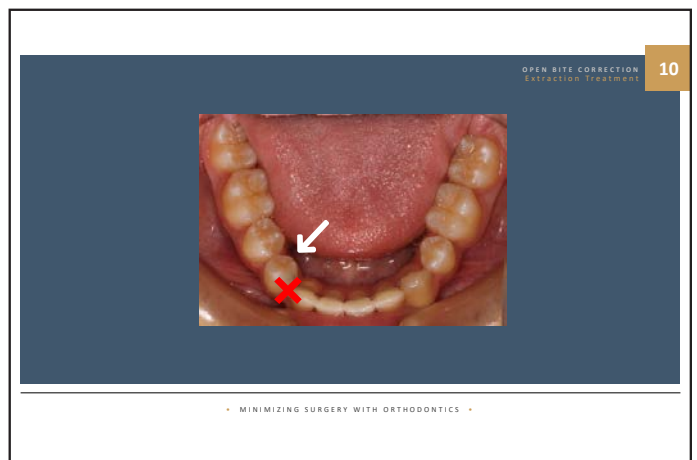 OPEN BITE CORRECTION
Extraction Treatment
10
• MINIMIZING SURGERY WITH ORTHODONTICS •